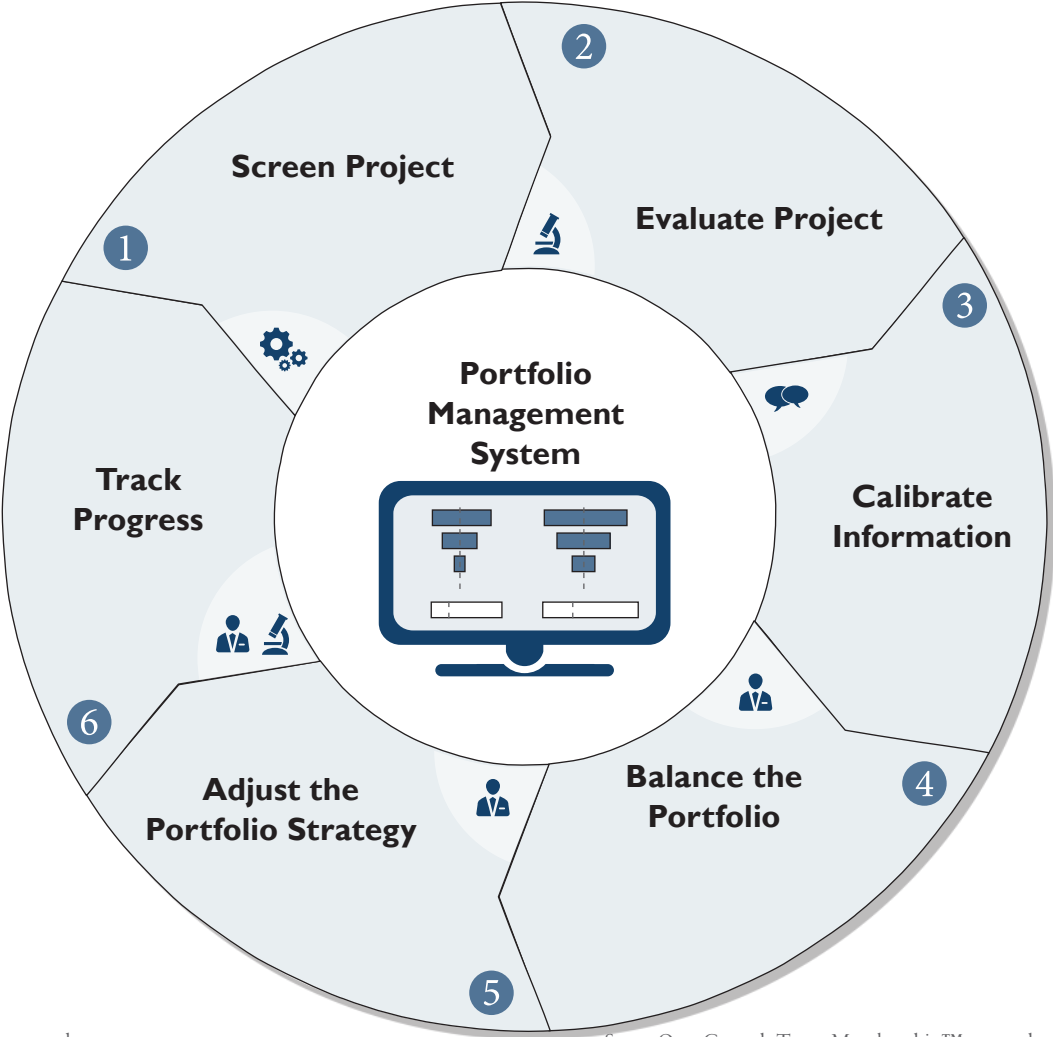 1
Screen Project
2
Evaluate Project
3
Calibrate
Information
4
Balance the
Portfolio
5
Adjust the
Portfolio Strategy
6
Track
Progress
Portfolio
Management
System